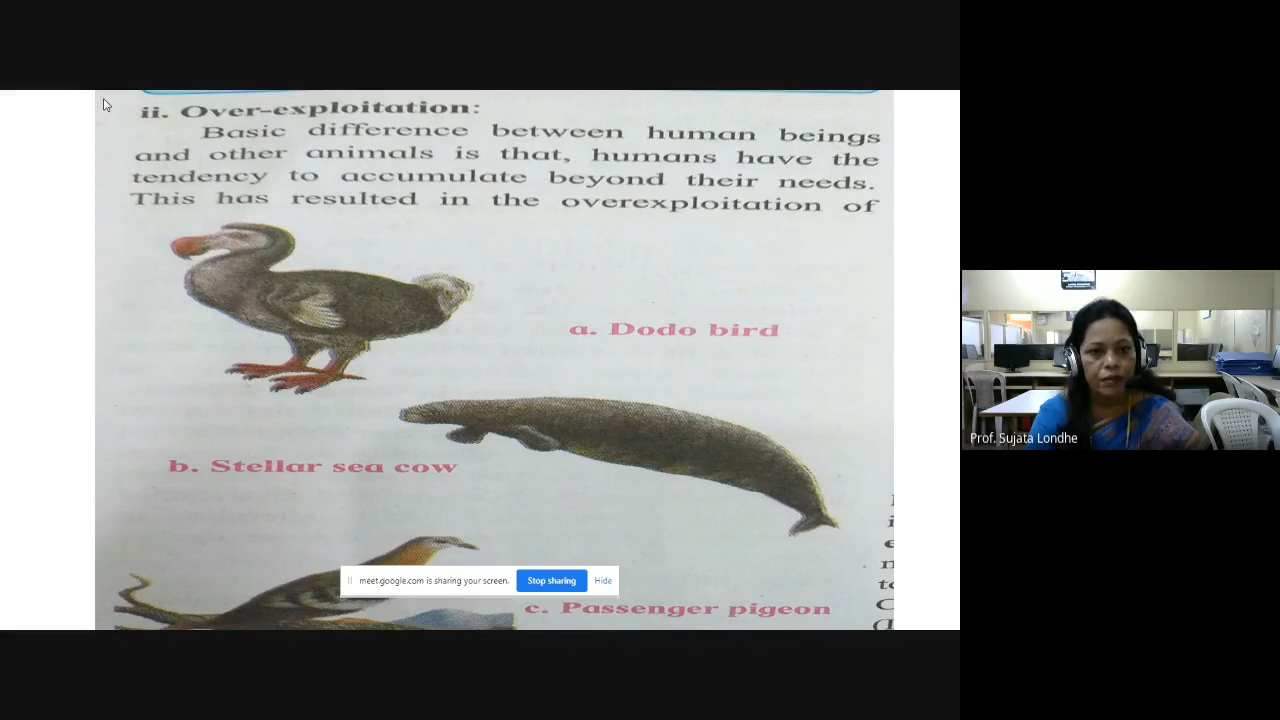 ii. Over-exploitation:
Basic difference between human beings
and other animals is that, humans have the
tendency to accumulate beyond their needs.
This has resulted in the overexploitation of
a. Dodo bird
b. Stellar sea cow
meet.google.com is sharing your screen.
Stop sharing
Hide
c. Passenger pigeon
Prof. Sujata Londhe